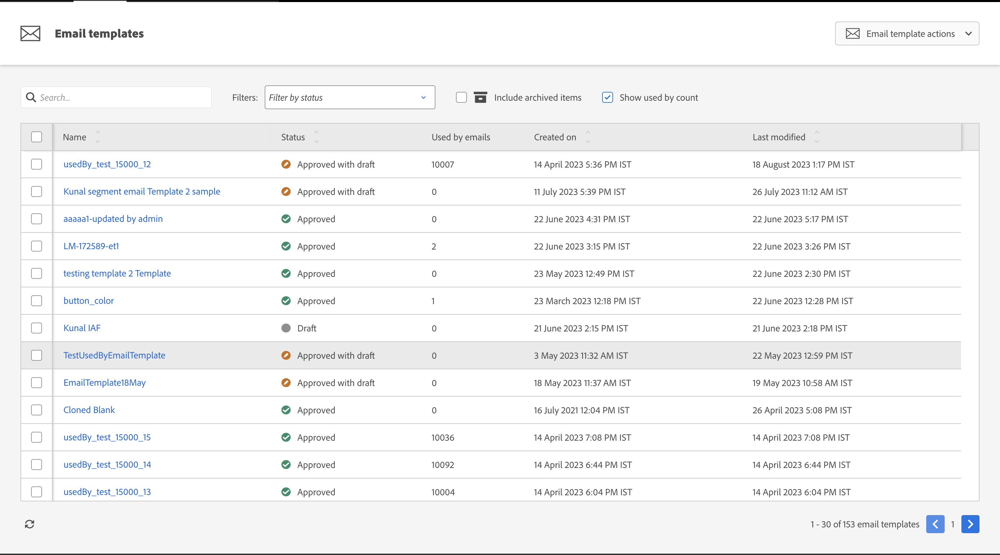 Email templates
Email template actions
Search...
Filters:
Filter by status
Include archived items
Show used by count
Name Status Used by emails Created on Last modified
usedBy_test_15000_12 Approved with draft 10007 14 April 2023 5:36 PM IST 18 August 2023 1:17 PM IST
Kunal segment email Template 2 sample Approved with draft 0 11 July 2023 5:39 PM IST 26 July 2023 11:12 AM IST
aaaaa1-updated by admin Approved 0 22 June 2023 4:31 PM IST 22 June 2023 5:17 PM IST
LM-172589-et1 Approved 2 22 June 2023 3:15 PM IST 22 June 2023 3:26 PM IST
testing template 2 Template Approved 0 23 May 2023 12:49 PM IST 22 June 2023 2:30 PM IST
button_color Approved 1 23 March 2023 12:18 PM IST 22 June 2023 12:28 PM IST
Kunal IAF Draft 0 21 June 2023 2:15 PM IST 21 June 2023 2:18 PM IST
TestUsedByEmailTemplate Approved with draft 0 3 May 2023 11:32 AM IST 22 May 2023 12:59 PM IST
EmailTemplate18May Approved with draft 0 18 May 2023 11:37 AM IST 19 May 2023 10:58 AM IST
Cloned Blank Approved 0 16 July 2021 12:04 PM IST 26 April 2023 5:08 PM IST
usedBy_test_15000_15 Approved 10036 14 April 2023 7:08 PM IST 14 April 2023 7:08 PM IST
usedBy_test_15000_14 Approved 10092 14 April 2023 6:44 PM IST 14 April 2023 6:44 PM IST
usedBy_test_15000_13 Approved 10004 14 April 2023 6:04 PM IST 14 April 2023 6:04 PM IST
1 - 30 of 153 email templates
1